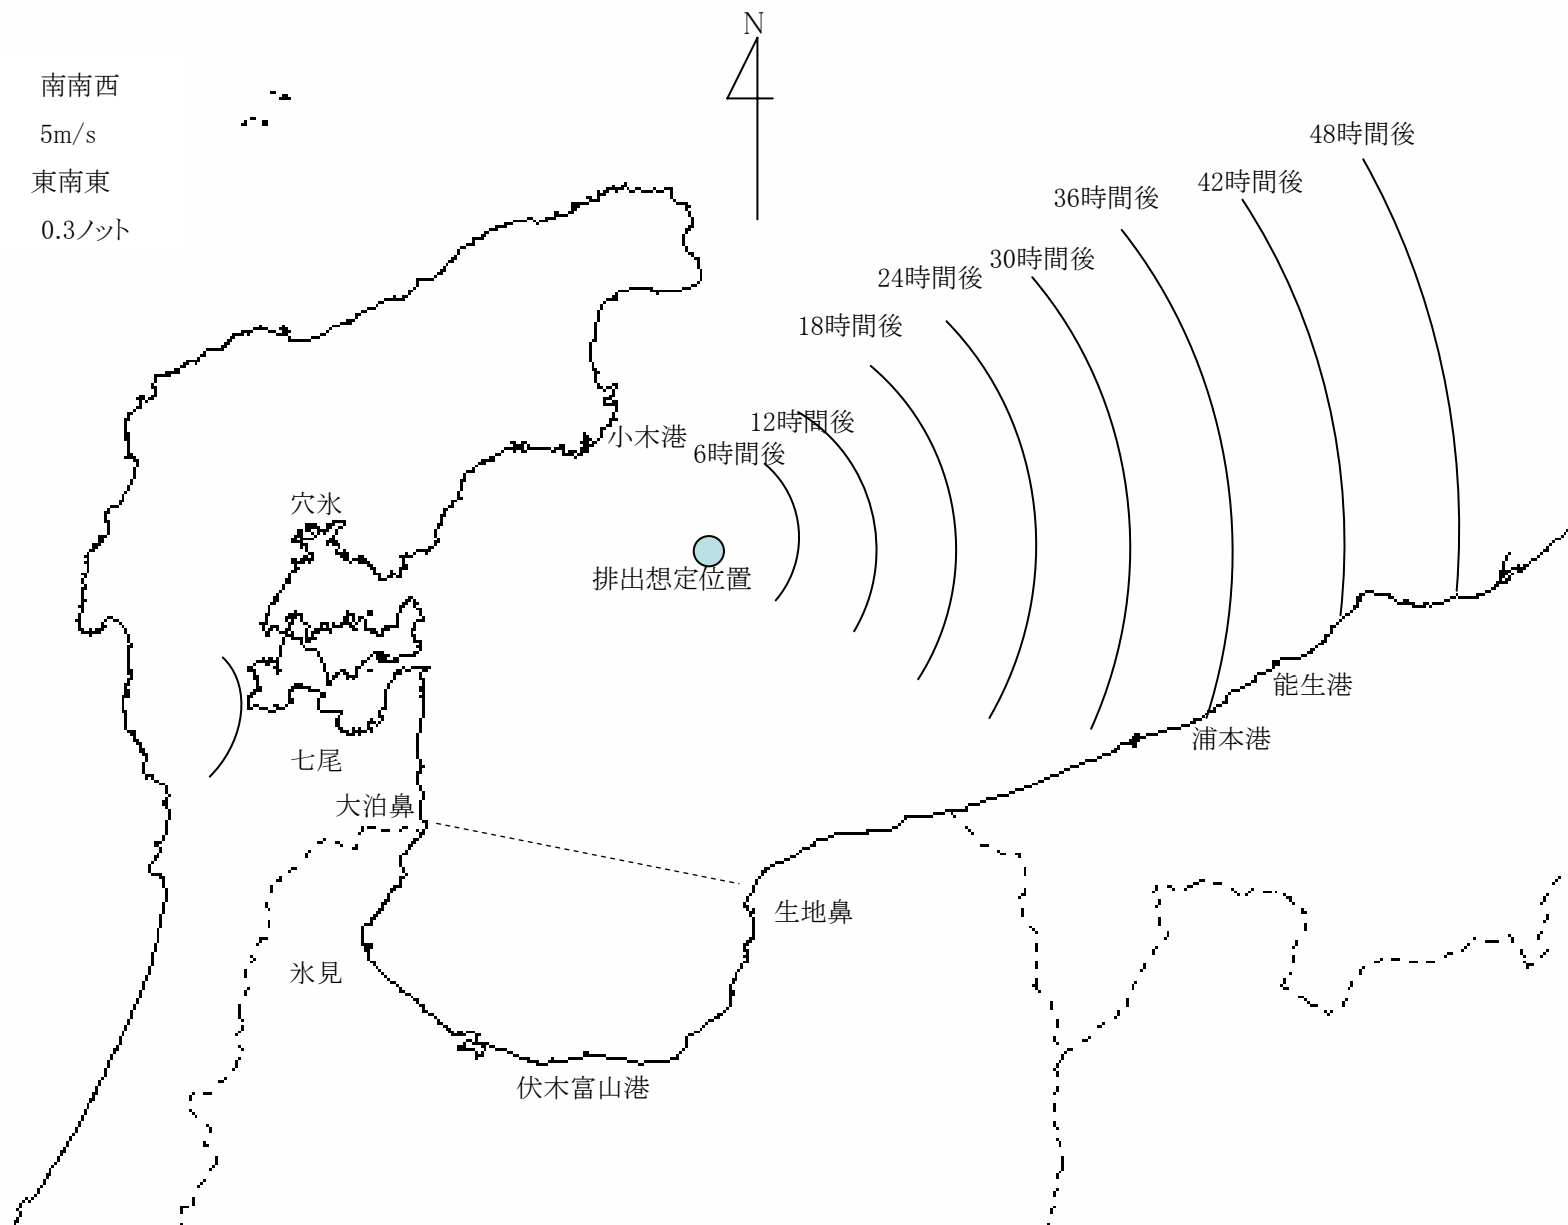 N
南南西
5m/s
東南東
0.3ノット
48時間後
42時間後
36時間後
30時間後
24時間後
18時間後
12時間後
6時間後
小木港
穴氷
排出想定位置
能生港
浦本港
七尾
大泊鼻
生地鼻
氷見
伏木富山港